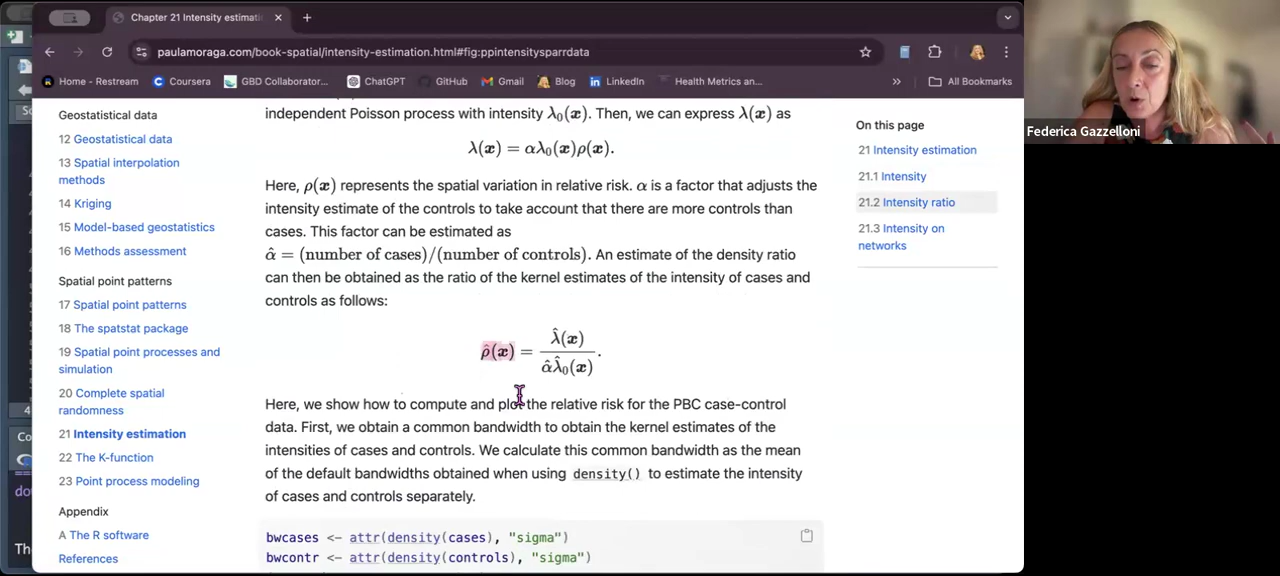 Chapter 21 Intensity estimati
paulamoraga.com/book-spatial/intensity-estimation.html#fig:ppintensitysparrdata
Home - Restream
Coursera
GBD Collaborator...
ChatGPT
GitHub
Gmail
Blog
LinkedIn
Health Metrics an...
»
All Bookmarks
Federica Gazzelloni
Geostatistical data
12 Geostatistical data
13 Spatial interpolation
methods
14 Kriging
15 Model-based geostatistics
16 Methods assessment
Spatial point patterns
17 Spatial point patterns
18 The spatstat package
19 Spatial point processes and
simulation
20 Complete spatial
randomness
21 Intensity estimation
22 The K-function
23 Point process modeling
Appendix
A The R software
References
independent Poisson process with intensity λ₀(x). Then, we can express λ(x) as
λ(x) = αλ₀(x)ρ(x).
Here, ρ(x) represents the spatial variation in relative risk. α is a factor that adjusts the
intensity estimate of the controls to take account that there are more controls than
cases. This factor can be estimated as
α̂ = (number of cases)/(number of controls). An estimate of the density ratio
can then be obtained as the ratio of the kernel estimates of the intensity of cases and
controls as follows:
ρ̂(x) = λ̂(x) / α̂λ̂₀(x).
Here, we show how to compute and plot the relative risk for the PBC case-control
data. First, we obtain a common bandwidth to obtain the kernel estimates of the
intensities of cases and controls. We calculate this common bandwidth as the mean
of the default bandwidths obtained when using density() to estimate the intensity
of cases and controls separately.
bwcases <- attr(density(cases), "sigma")
bwcontr <- attr(density(controls), "sigma")
On this page
21 Intensity estimation
21.1 Intensity
21.2 Intensity ratio
21.3 Intensity on
networks